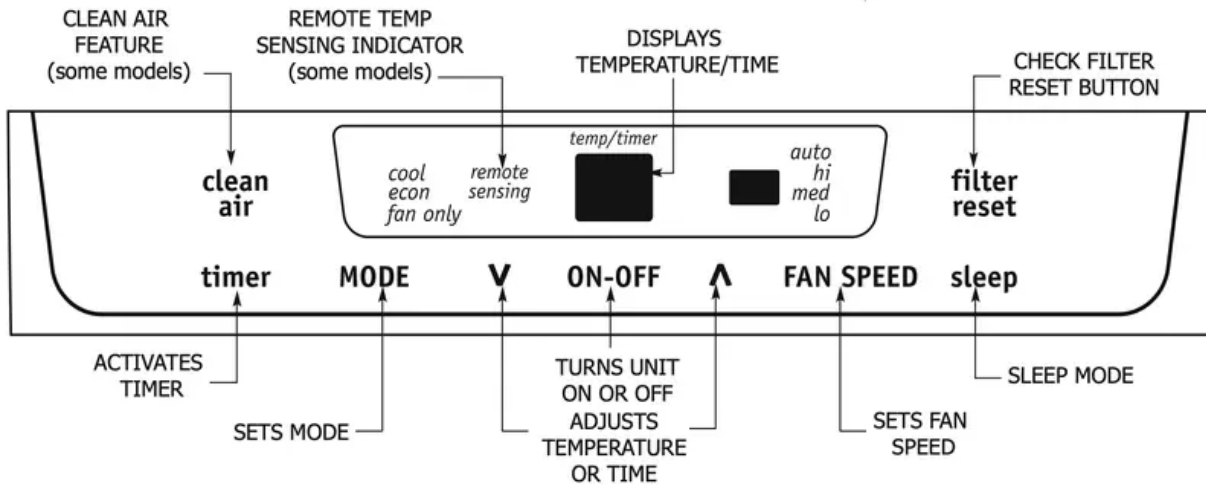 CLEAN AIR
FEATURE
(some models)
REMOTE TEMP
SENSING INDICATOR
(some models)
DISPLAYS
TEMPERATURE/TIME
CHECK FILTER
RESET BUTTON
clean
air
cool
econ
fan only
remote
sensing
temp/timer
auto
hi
med
lo
filter
reset
timer MODE V ON-OFF Λ FAN SPEED sleep
ACTIVATES
TIMER
SETS MODE
TURNS UNIT
ON OR OFF
ADJUSTS
TEMPERATURE
OR TIME
SETS FAN
SPEED
SLEEP MODE